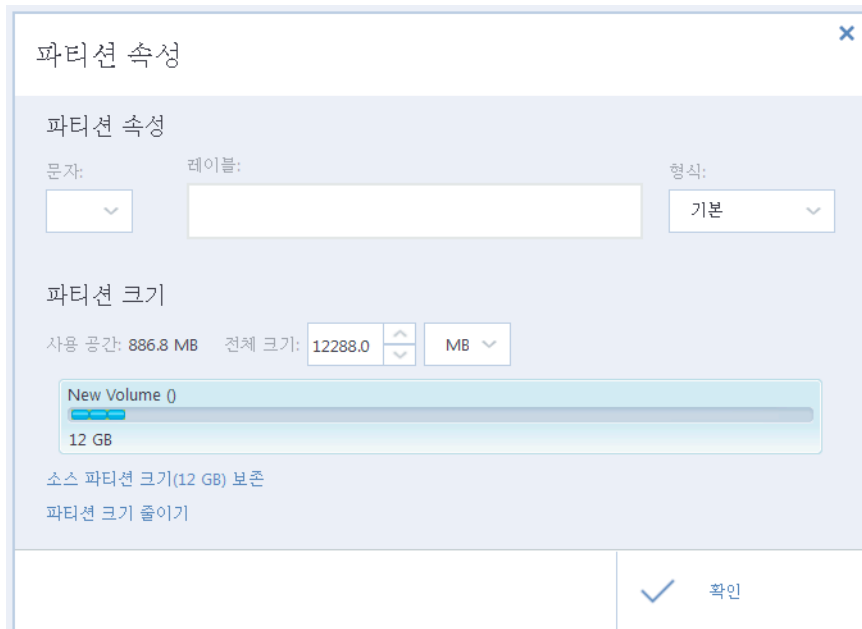 파티션 속성
파티션 속성
문자: 레이블: 형식:
기본
파티션 크기
사용 공간: 886.8 MB 전체 크기: 12288.0 MB
New Volume ()
12 GB
소스 파티션 크기(12 GB) 보존
파티션 크기 줄이기
확인